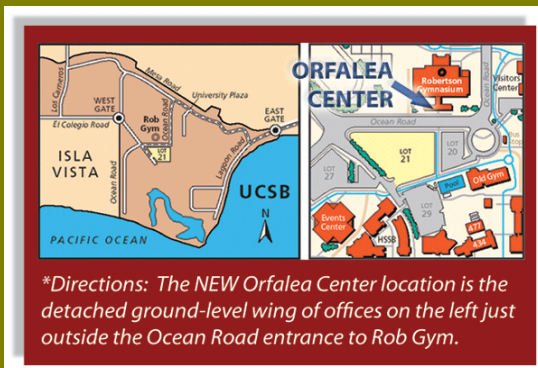 Los Carneros
Mesa Road
University Plaza
WEST
GATE
El Colegio Road
Rob
Gym
Ocean Road
EAST
GATE
LOT
21
ISLA
VISTA
Ocean Road
Lagoon Road
UCSB
N
PACIFIC OCEAN
ORFALEA
CENTER
Robertson
Gymnasium
Visitors
Center
Ocean Road
Bus
LOT
21
LOT
20
LOT
27
Pool
Old Gym
LOT
29
Events
Center
HSSB
477
434
*Directions: The NEW Orfalea Center location is the
detached ground-level wing of offices on the left just
outside the Ocean Road entrance to Rob Gym.